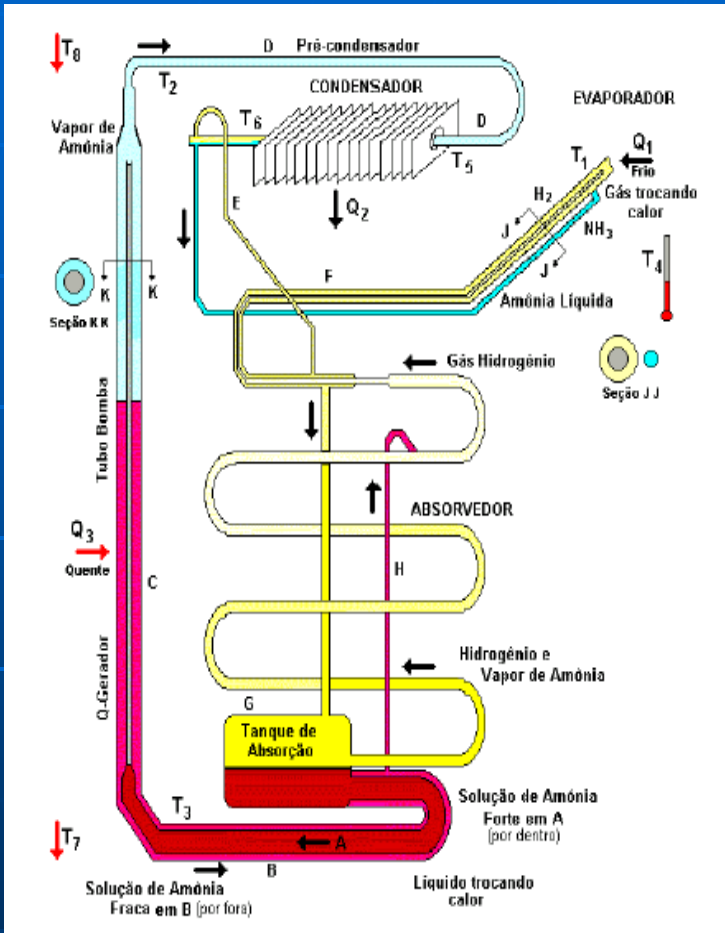 T8
D Pré-condensador
T2
CONDENSADOR
EVAPORADOR
Vapor de
Amônia
T6
D
T5
T1
Q1
Frio
Gás trocando
calor
H2
NH3
E
Q2
J
J
T4
K K
Seção KK
F
Amônia Líquida
Seção JJ
Gás Hidrogênio
Tubo Bomba
ABSORVEDOR
Q3
Quente
C
H
Q-Gerador
Hidrogênio e
Vapor de Amônia
G
Tanque de
Absorção
T3
Solução de Amônia
Forte em A
(por dentro)
T7
A
B
Solução de Amônia
Fraca em B (por fora)
Líquido trocando
calor